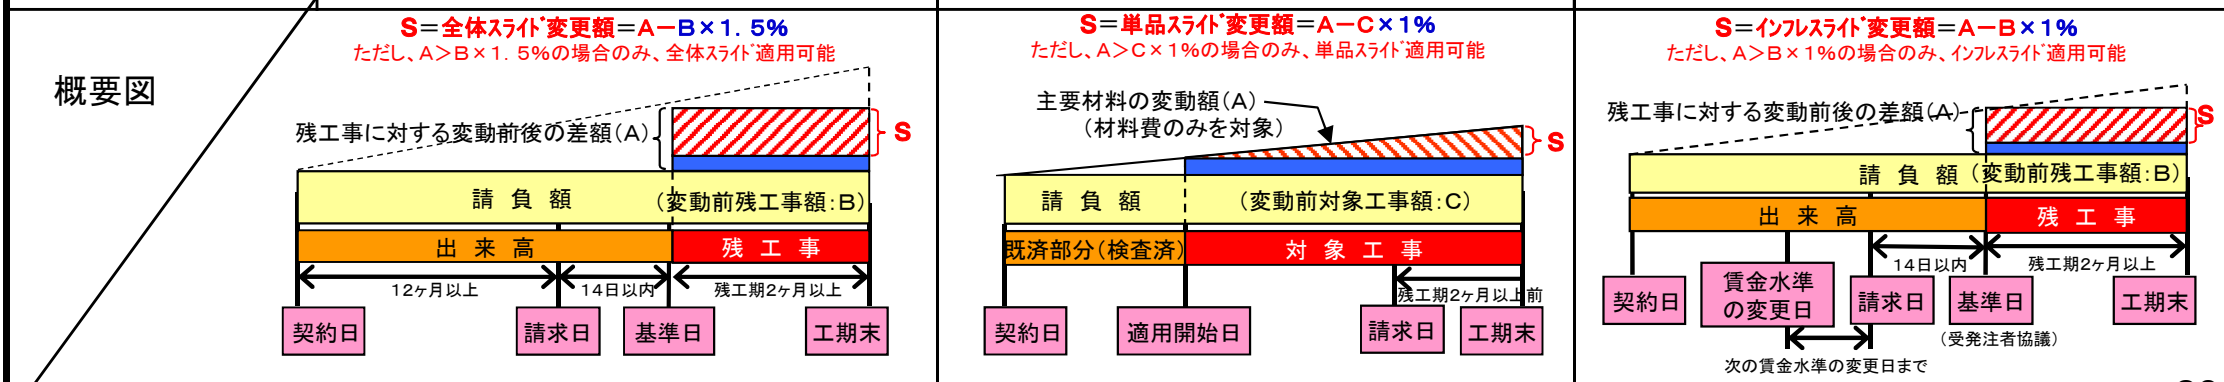 概要図
S=全体スライド変更額=A-B×1.5%
ただし、A>B×1.5%の場合のみ、全体スライド適用可能
残工事に対する変動前後の差額(A)
S
請 負 額
(変動前残工事額:B)
出 来 高
残 工 事
12ヶ月以上
14日以内
残工期2ヶ月以上
契約日
請求日
基準日
工期末
S=単品スライド変更額=A-C×1%
ただし、A>C×1%の場合のみ、単品スライド適用可能
主要材料の変動額(A)
(材料費のみを対象)
S
請 負 額
(変動前対象工事額:C)
既済部分(検査済)
対 象 工 事
残工期2ヶ月以上前
契約日
適用開始日
請求日
工期末
S=インフレスライド変更額=A-B×1%
ただし、A>B×1%の場合のみ、インフレスライド適用可能
残工事に対する変動前後の差額(A)
S
請 負 額
(変動前残工事額:B)
出 来 高
残 工 事
14日以内
残工期2ヶ月以上
契約日
賃金水準
の変更日
請求日
基準日
工期末
(受発注者協議)
次の賃金水準の変更日まで